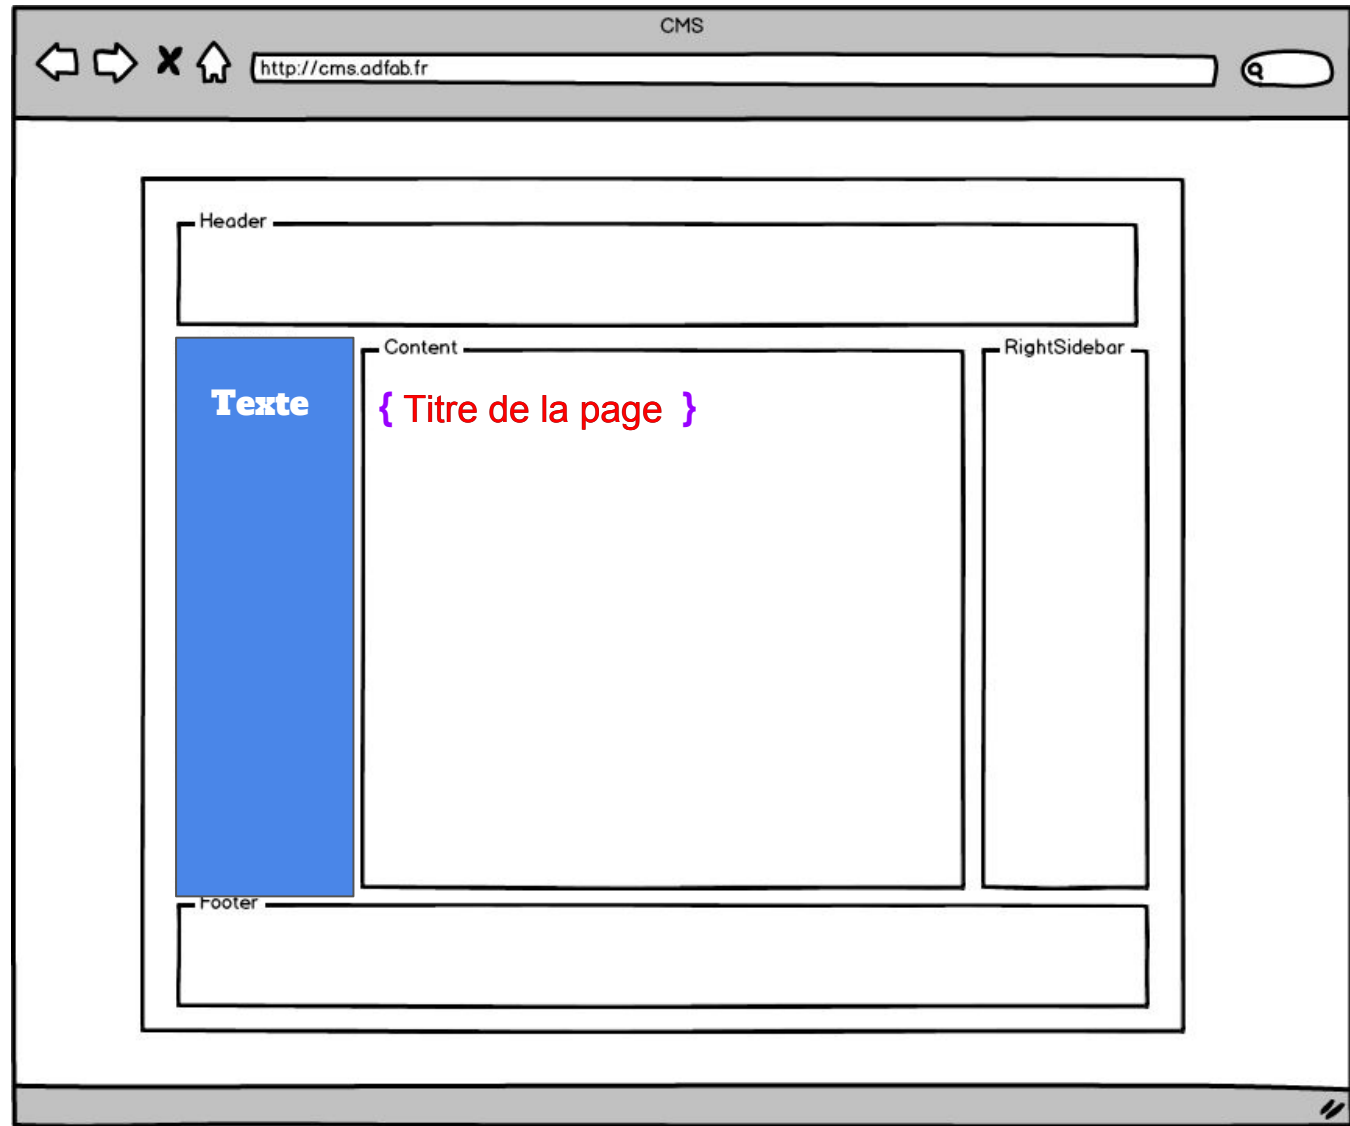 CMS
http://cms.adfab.fr
Header
Texte
Content
RightSidebar
{ Titre de la page }
Footer